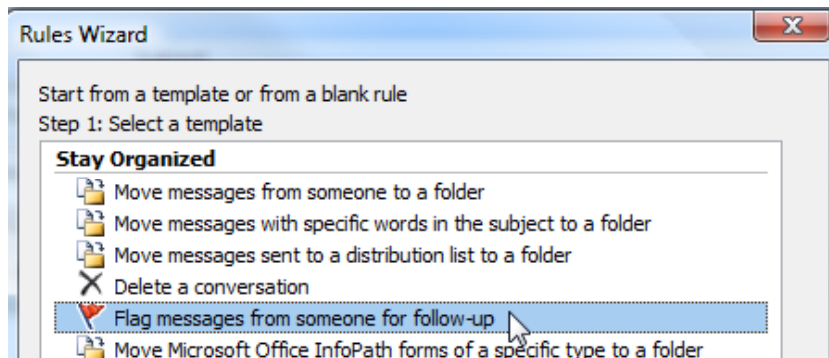 Rules Wizard
Start from a template or from a blank rule
Step 1: Select a template
Stay Organized
Move messages from someone to a folder
Move messages with specific words in the subject to a folder
Move messages sent to a distribution list to a folder
Delete a conversation
Flag messages from someone for follow-up
Move Microsoft Office InfoPath forms of a specific type to a folder